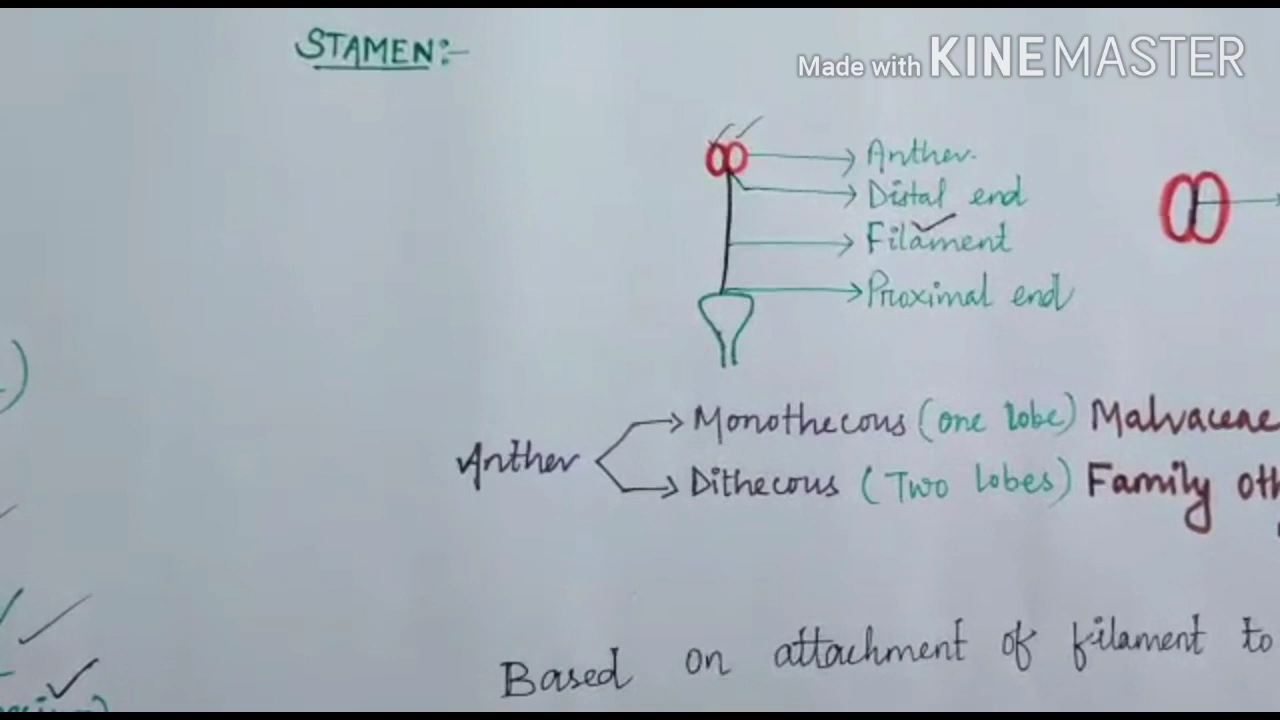 STAMEN:-
Made with KINEMASTER
Anther.
Distal end
Filament
Proximal end
Anther
Monothecous (one lobe) Malvaceae
Dithecous (Two lobes) Family
Based on attachment of filament to